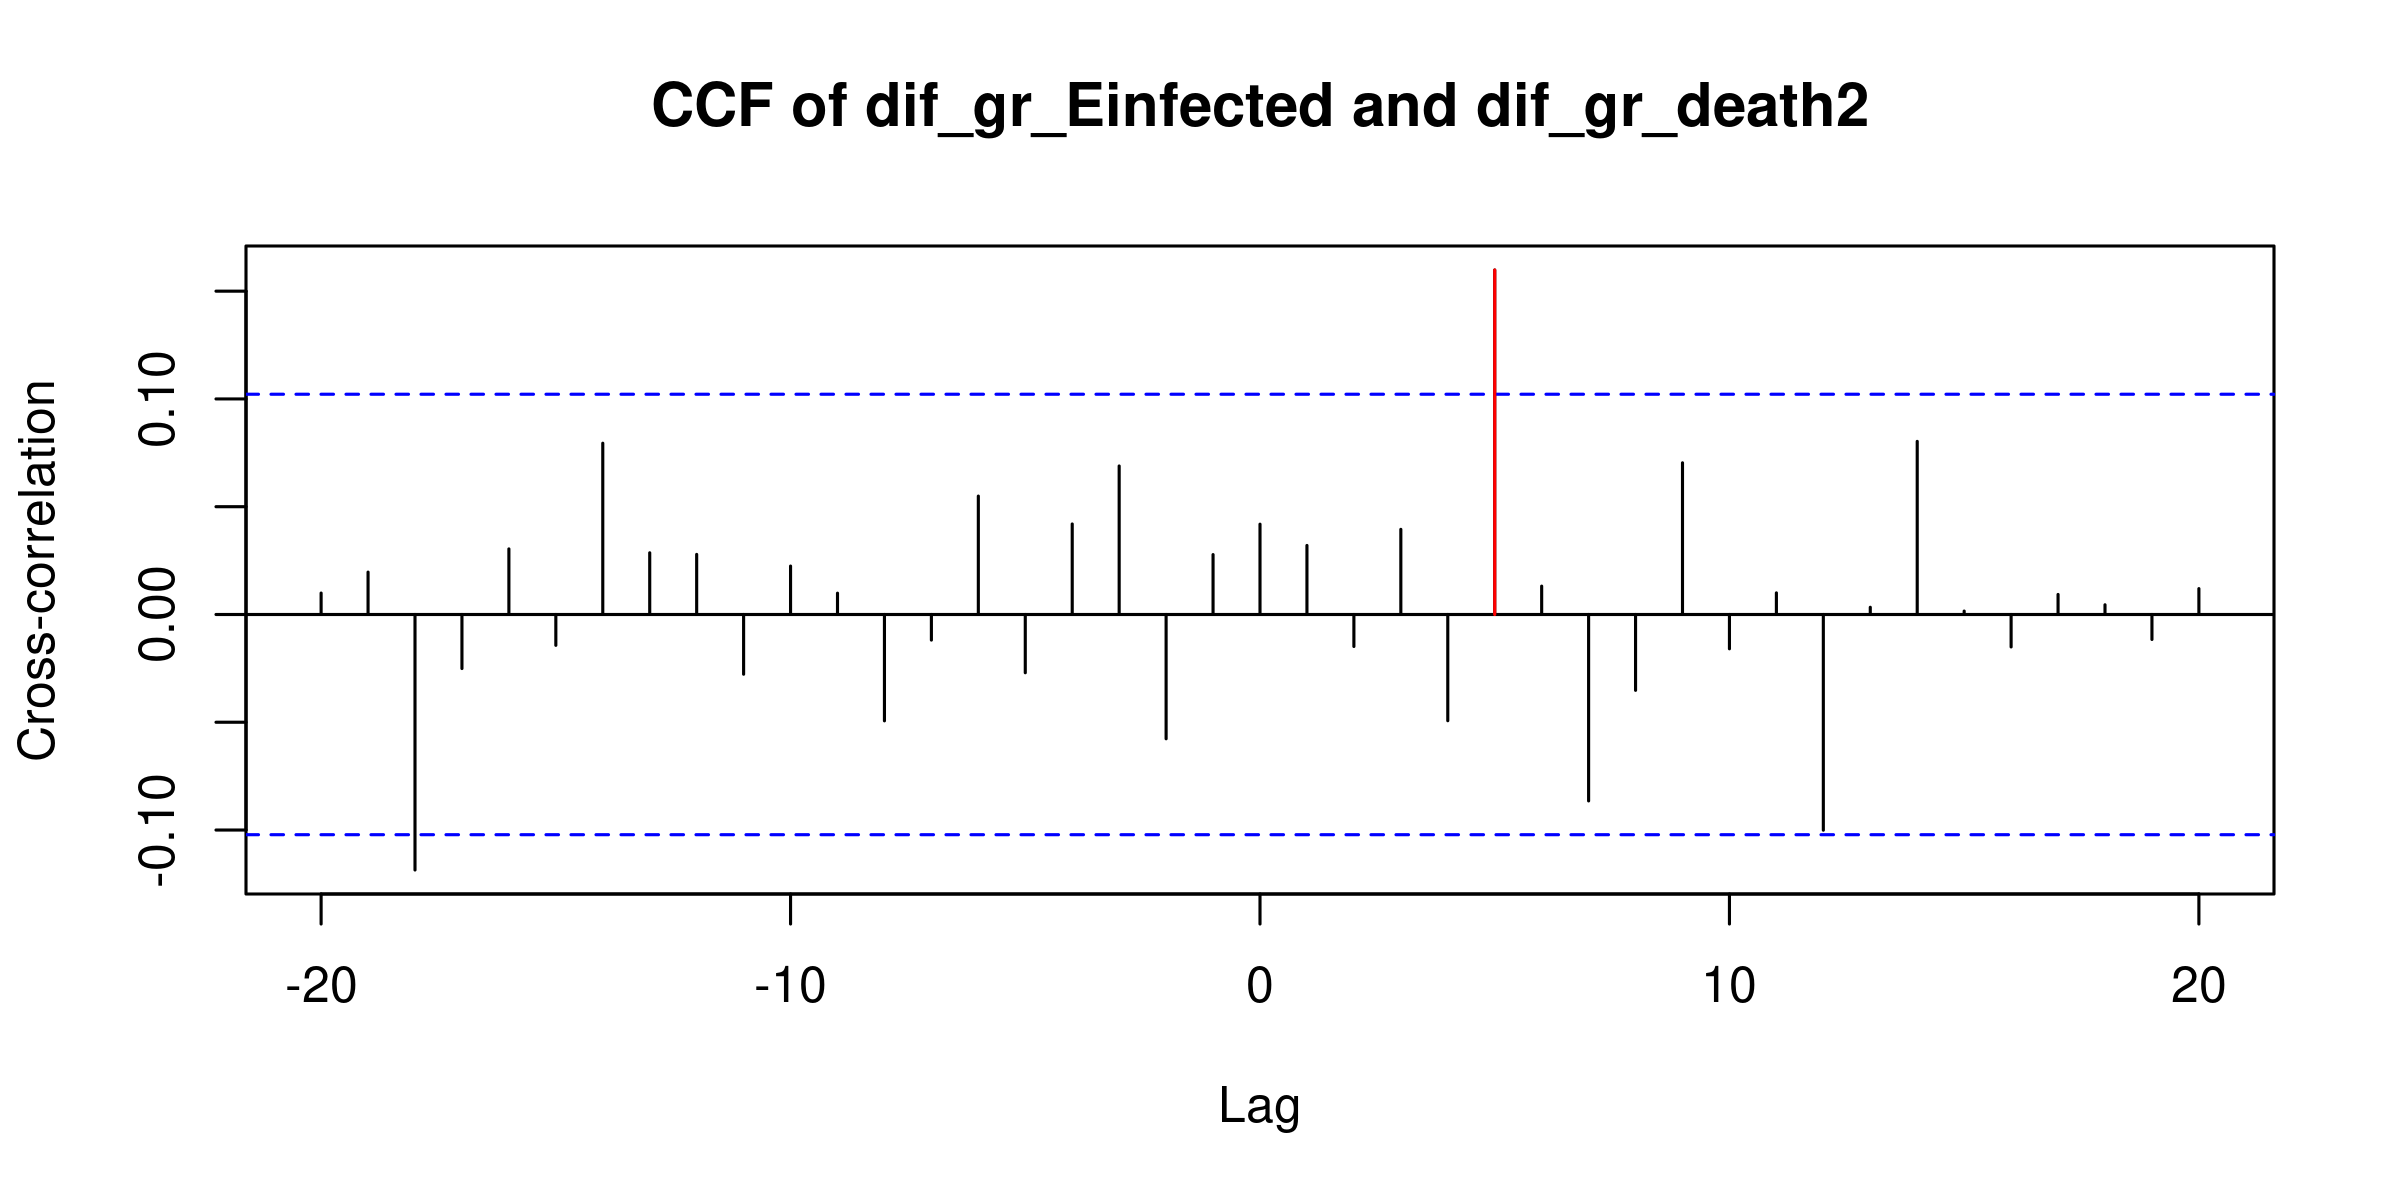 CCF of dif_gr_Einfected and dif_gr_death2
Cross-correlation
0.10
0.00
-0.10
-20 -10 0 10 20
Lag